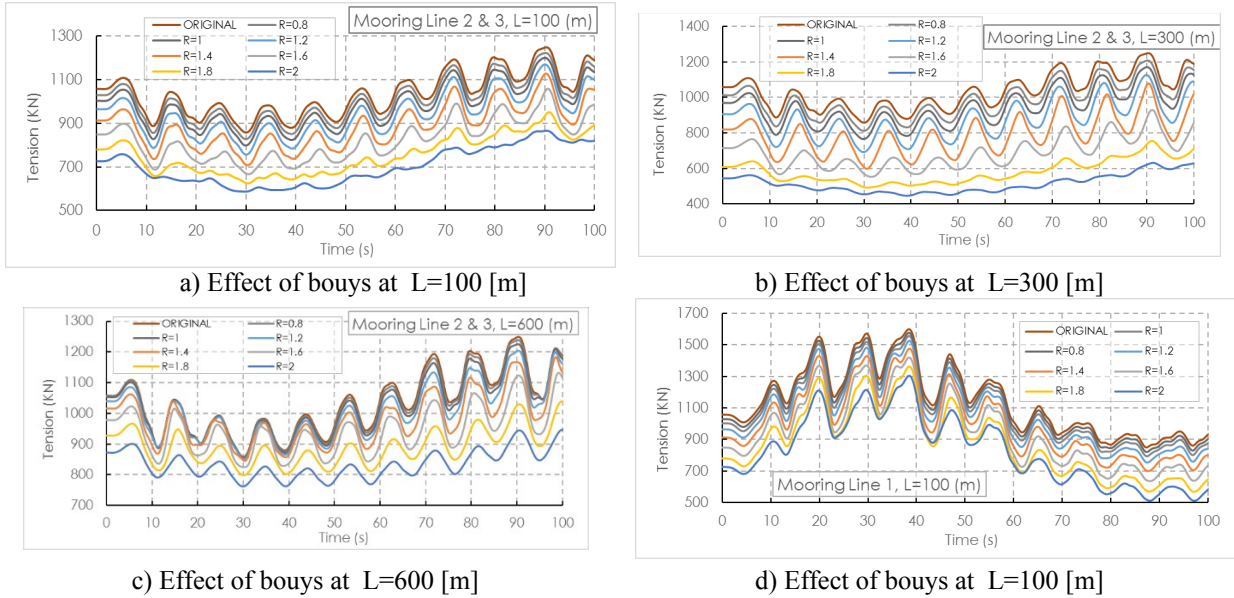 Mooring Line 2 & 3, L=100 (m)
ORIGINAL R=0.8
R=1 R=1.2
R=1.4 R=1.6
R=1.8 R=2
Tension (KN)
1300
1100
900
700
500
0 10 20 30 40 50 60 70 80 90 100
Time (s)
a) Effect of bouys at L=100 [m]
Mooring Line 2 & 3, L=300 (m)
ORIGINAL R=0.8
R=1 R=1.2
R=1.4 R=1.6
R=1.8 R=2
Tension (KN)
1400
1200
1000
800
600
400
0 10 20 30 40 50 60 70 80 90 100
Time (s)
b) Effect of bouys at L=300 [m]
Mooring Line 2 & 3, L=600 (m)
ORIGINAL R=0.8
R=1 R=1.2
R=1.4 R=1.6
R=1.8 R=2
Tension (KN)
1300
1200
1100
1000
900
800
700
0 10 20 30 40 50 60 70 80 90 100
Time (s)
c) Effect of bouys at L=600 [m]
ORIGINAL R=1
R=0.8 R=1.2
R=1.4 R=1.6
R=1.8 R=2
Tension (KN)
1700
1500
1300
1100
900
700
500
Mooring Line 1, L=100 (m)
0 10 20 30 40 50 60 70 80 90 100
Time (s)
d) Effect of bouys at L=100 [m]